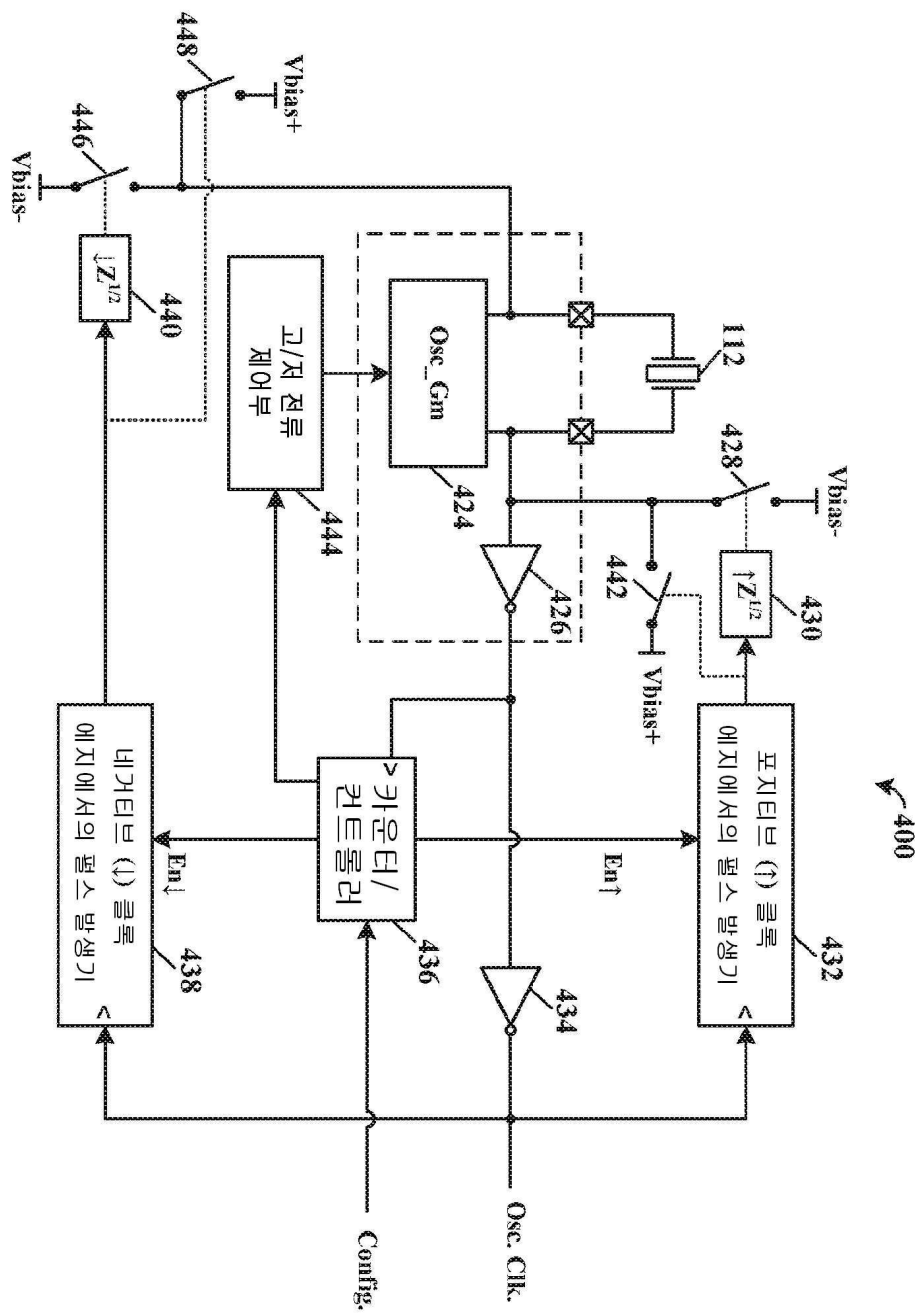 400
Vbias-
428
↑Z^1/2
430
포지티브 (↑) 클록
에지에서의 펄스 발생기
<
432
112
442
Vbias+
En↑
448
Vbias+
Osc_Gm
424
426
434
Osc. Clk.
고/저 전류
제어부
444
>
카운터/
컨트롤러
436
Config.
446
Vbias-
↓Z^1/2
440
En↓
네거티브 (↓) 클록
에지에서의 펄스 발생기
<
438